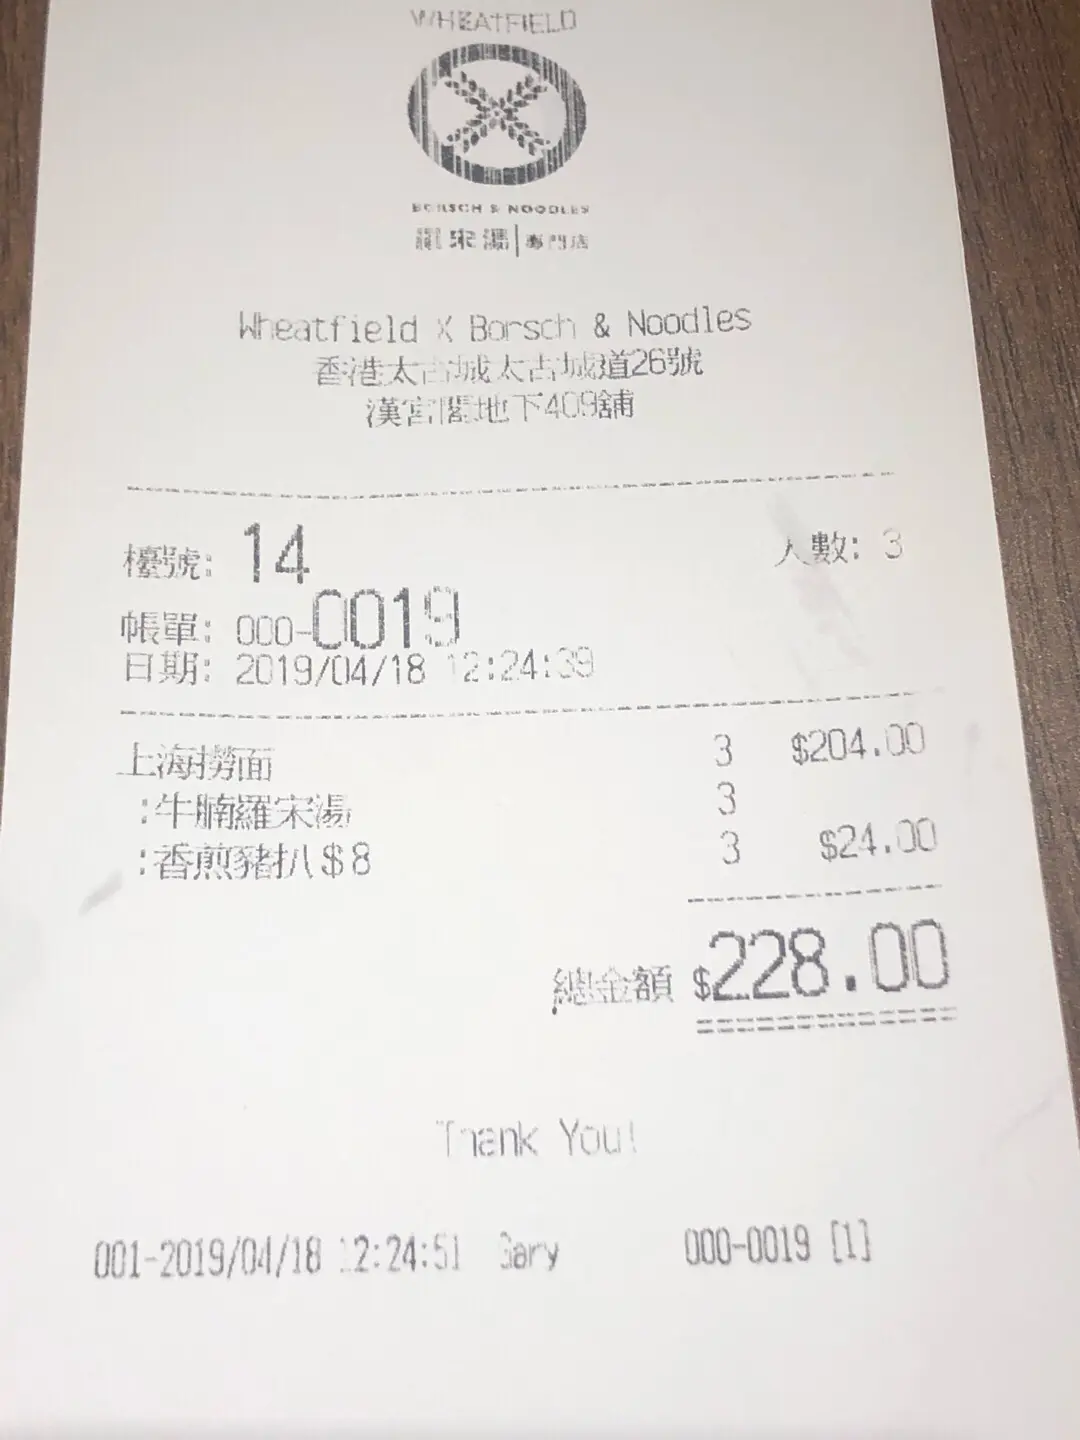 WHEATFIELD
BORSCH & NOODLES
羅宋湯|專門店
Wheatfield X Borsch & Noodles
香港太古城太古城道26號
漢宮閣地下409舖
檯號: 14 人數: 3
帳單: 000-0019
日期: 2019/04/18 12:24:39
上海撈面 3 $204.00
:牛腩羅宋湯 3
:香煎豬扒$8 3 $24.00
總金額 $228.00
Thank You!
001-2019/04/18 12:24:51 Gary 000-0019 [1]